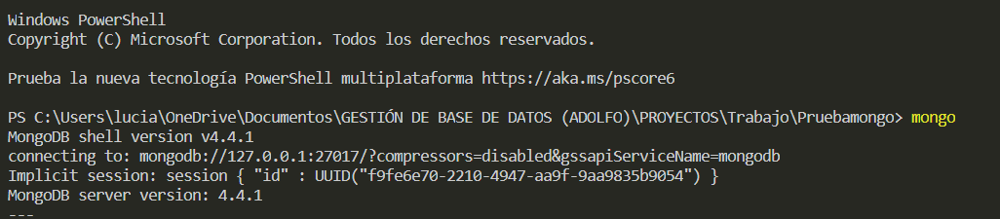 Windows PowerShell
Copyright (C) Microsoft Corporation. Todos los derechos reservados.
Prueba la nueva tecnología PowerShell multiplataforma https://aka.ms/pscore6
PS C:\Users\lucia\OneDrive\Documentos\GESTIÓN DE BASE DE DATOS (ADOLFO)\PROYECTOS\Trabajo\Pruebamongo> mongo
MongoDB shell version v4.4.1
connecting to: mongodb://127.0.0.1:27017/?compressors=disabled&gssapiServiceName=mongodb
Implicit session: session { "id" : UUID("f9fe6e70-2210-4947-aa9f-9aa9835b9054") }
MongoDB server version: 4.4.1
---